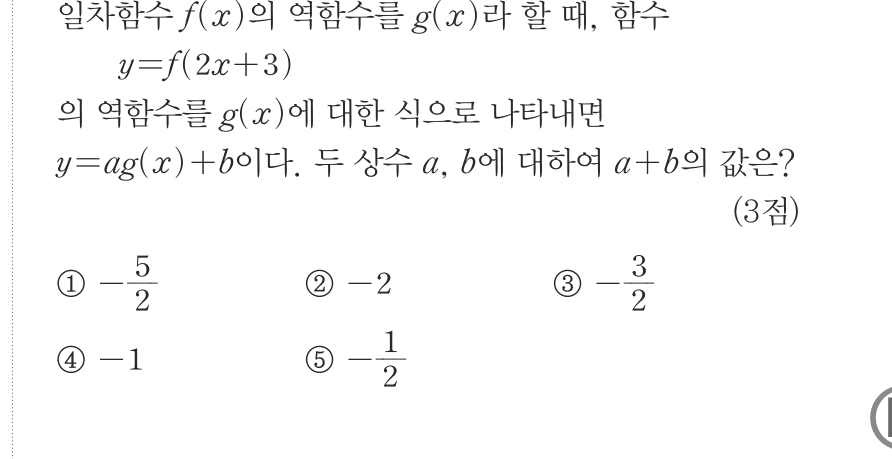 일차함수 f(x)의 역함수를 g(x)라 할 때, 함수
y=f(2x+3)
의 역함수를 g(x)에 대한 식으로 나타내면
y=ag(x)+b이다. 두 상수 a, b에 대하여 a+b의 값은?
(3점)
① -5/2 ② -2 ③ -3/2
④ -1 ⑤ -1/2